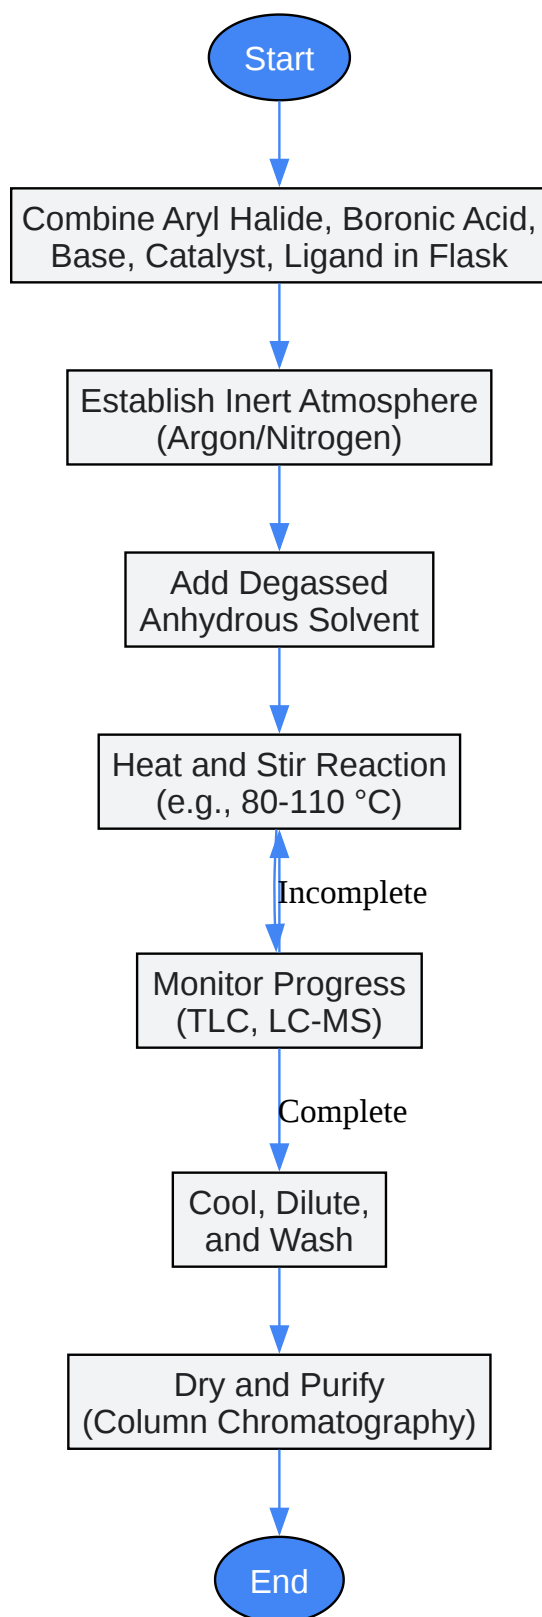 Start
Combine Aryl Halide, Boronic Acid,
Base, Catalyst, Ligand in Flask
Establish Inert Atmosphere
(Argon/Nitrogen)
Add Degassed
Anhydrous Solvent
Heat and Stir Reaction
(e.g., 80-110 °C)
Incomplete
Monitor Progress
(TLC, LC-MS)
Complete
Cool, Dilute,
and Wash
Dry and Purify
(Column Chromatography)
End